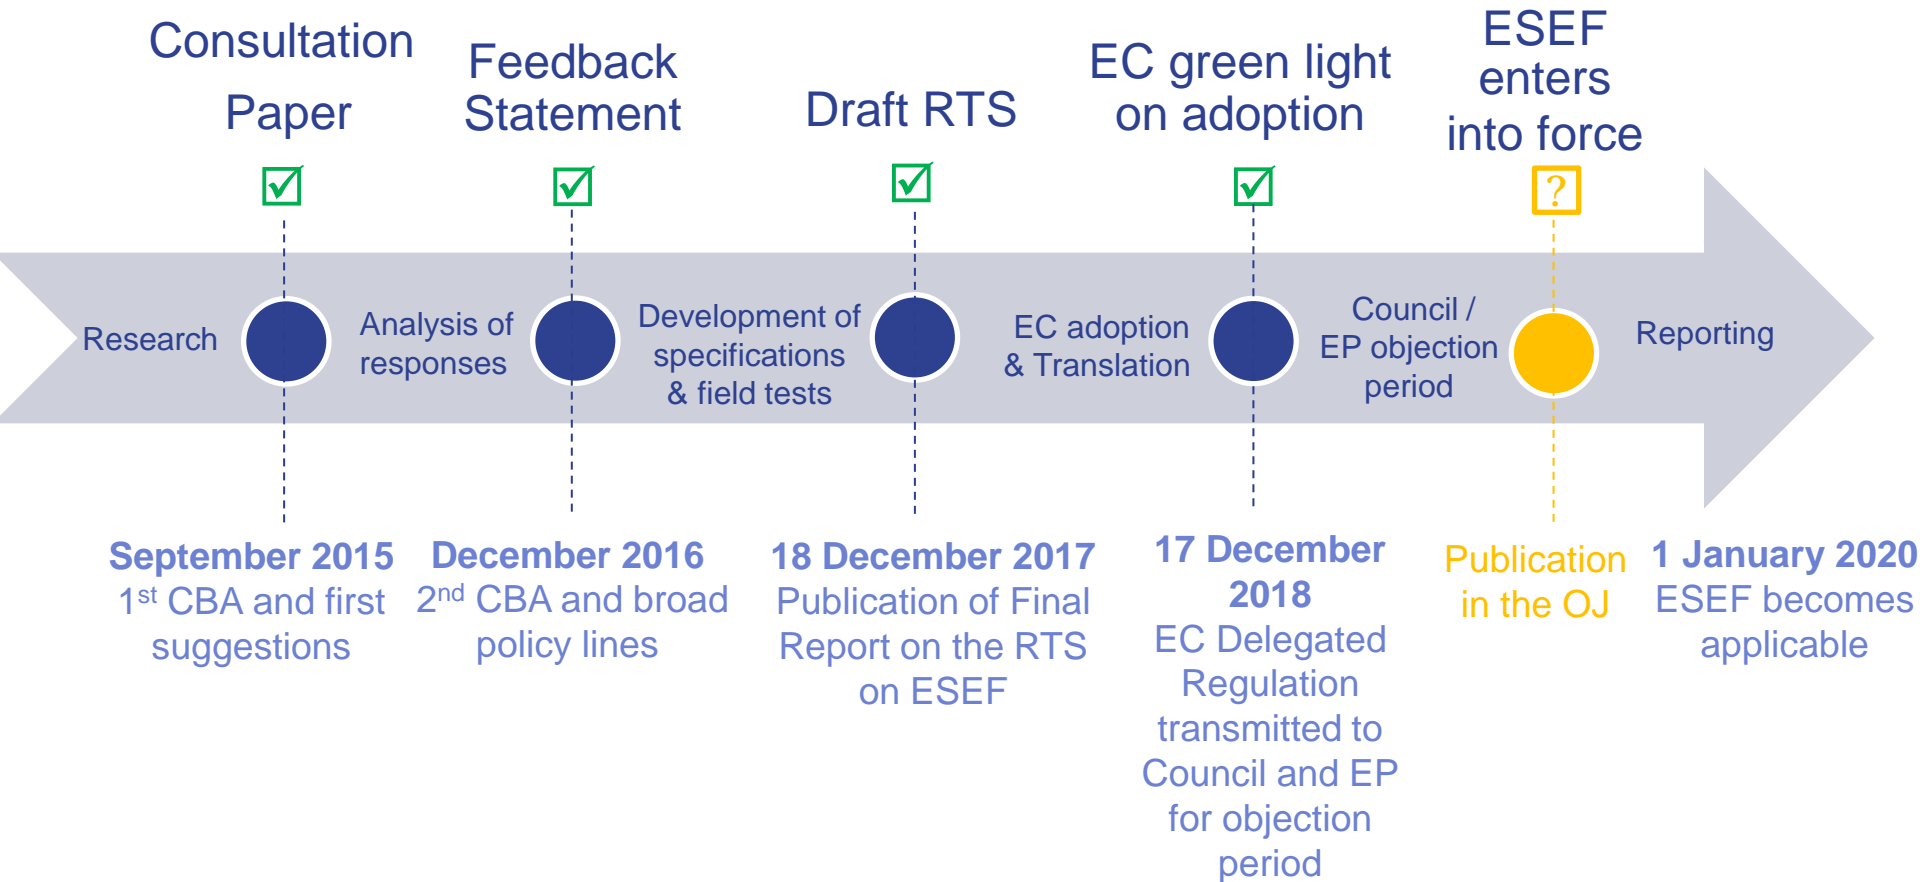 Consultation
Paper
Feedback
Statement
Draft RTS
EC green light
on adoption
ESEF
enters
into force
?
Research
Analysis of
responses
Development of
specifications
& field tests
EC adoption
& Translation
Council /
EP objection
period
Reporting
September 2015
1st CBA and first
suggestions
December 2016
2nd CBA and broad
policy lines
18 December 2017
Publication of Final
Report on the RTS
on ESEF
17 December
2018
EC Delegated
Regulation
transmitted to
Council and EP
for objection
period
Publication
in the OJ
1 January 2020
ESEF becomes
applicable